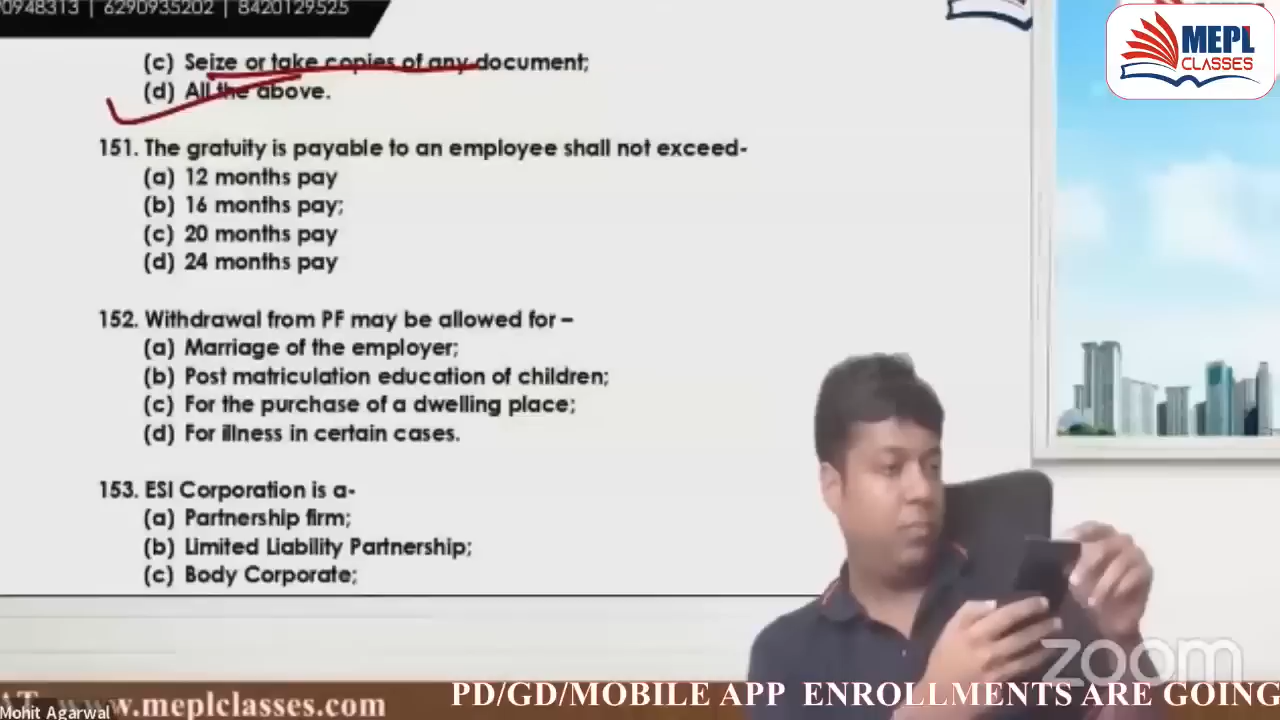 0948313 | 6290935202 | 8420129525
MEPL
CLASSES
(c) Seize or take copies of any document;
(d) All the above.
151. The gratuity is payable to an employee shall not exceed-
(a) 12 months pay
(b) 16 months pay;
(c) 20 months pay
(d) 24 months pay
152. Withdrawal from PF may be allowed for –
(a) Marriage of the employer;
(b) Post matriculation education of children;
(c) For the purchase of a dwelling place;
(d) For illness in certain cases.
153. ESI Corporation is a-
(a) Partnership firm;
(b) Limited Liability Partnership;
(c) Body Corporate;
zoom
AT www.meplclasses.com PD/GD/MOBILE APP ENROLLMENTS ARE GOING
Mohit Agarwal